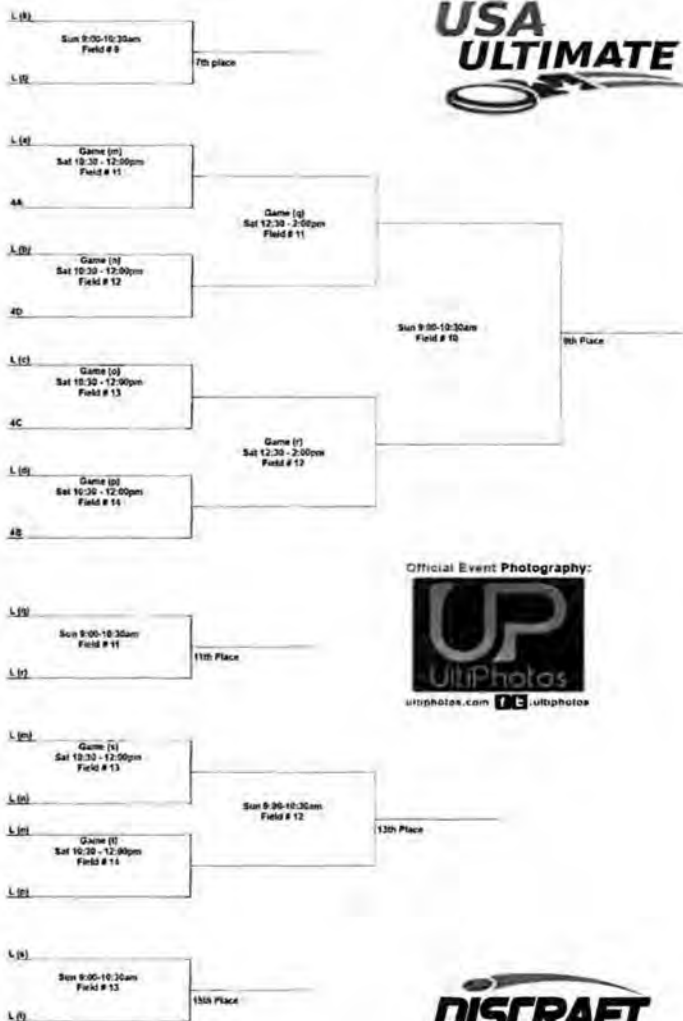 USA
ULTIMATE
Sun 9:00-10:30am
Field # 9
7th place
L (a)
Game (m)
Sat 10:30 - 12:00pm
Field # 11
4A
Game (q)
Sat 12:30 - 2:00pm
Field # 11
L (b)
Game (n)
Sat 10:30 - 12:00pm
Field # 12
4D
Sun 9:00-10:30am
Field # 10
9th Place
L (c)
Game (o)
Sat 10:30 - 12:00pm
Field # 13
4C
Game (r)
Sat 12:30 - 2:00pm
Field # 12
L (d)
Game (p)
Sat 10:30 - 12:00pm
Field # 14
4B
Official Event Photography:
UP
UltiPhotos
ultiphotos.com f t .ultiphotos
L (q)
Sun 9:00-10:30am
Field # 11
11th Place
L (r)
L (m)
Game (s)
Sat 10:30 - 12:00pm
Field # 13
L (n)
Sun 9:00-10:30am
Field # 12
13th Place
Game (t)
Sat 10:30 - 12:00pm
Field # 14
L (p)
L (s)
Sun 9:00-10:30am
Field # 13
15th Place
L (t)
DISCRAFT